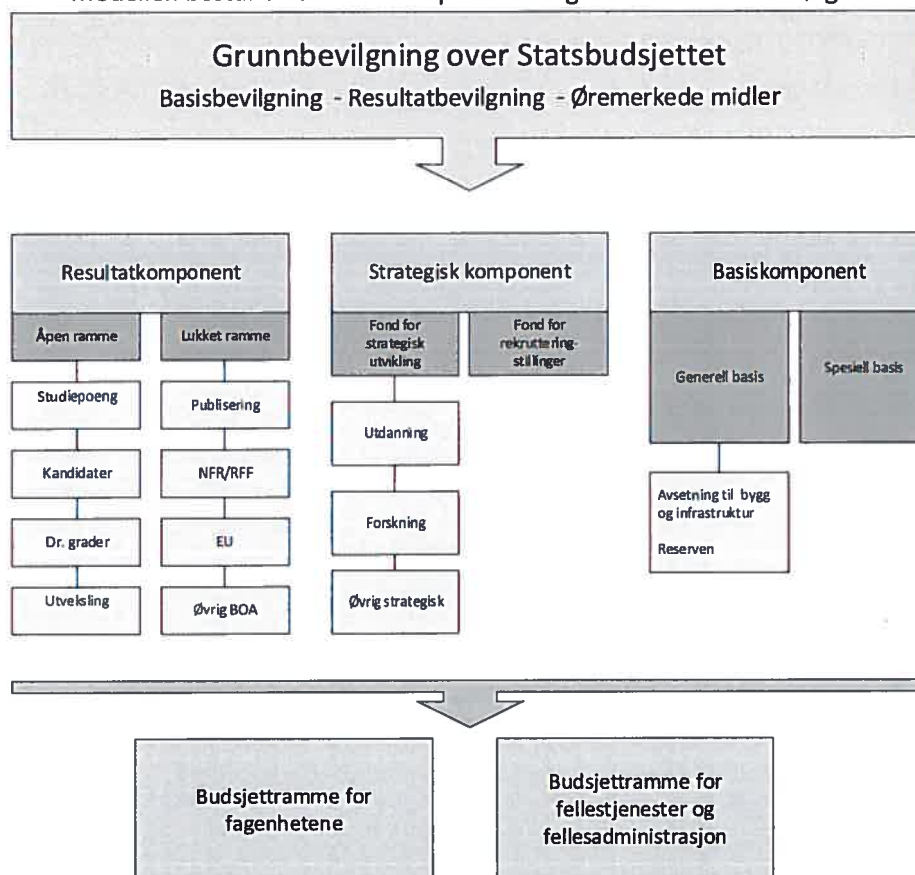 Grunnbevilgning over Statsbudsjettet
Basisbevilgning - Resultatbevilgning - Øremerkede midler
Resultatkomponent
Åpen ramme
Lukket ramme
Studiepoeng
Publisering
Kandidater
NFR/RFF
Dr. grader
EU
Utveksling
Øvrig BOA
Strategisk komponent
Fond for
strategisk
utvikling
Fond for
rekruttering-
stillinger
Utdanning
Forskning
Øvrig strategisk
Basiskomponent
Generell basis
Spesiell basis
Avsetning til bygg
og infrastruktur
Reserven
Budsjettramme for
fagenhetene
Budsjettramme for
fellestjenester og
fellesadministrasjon